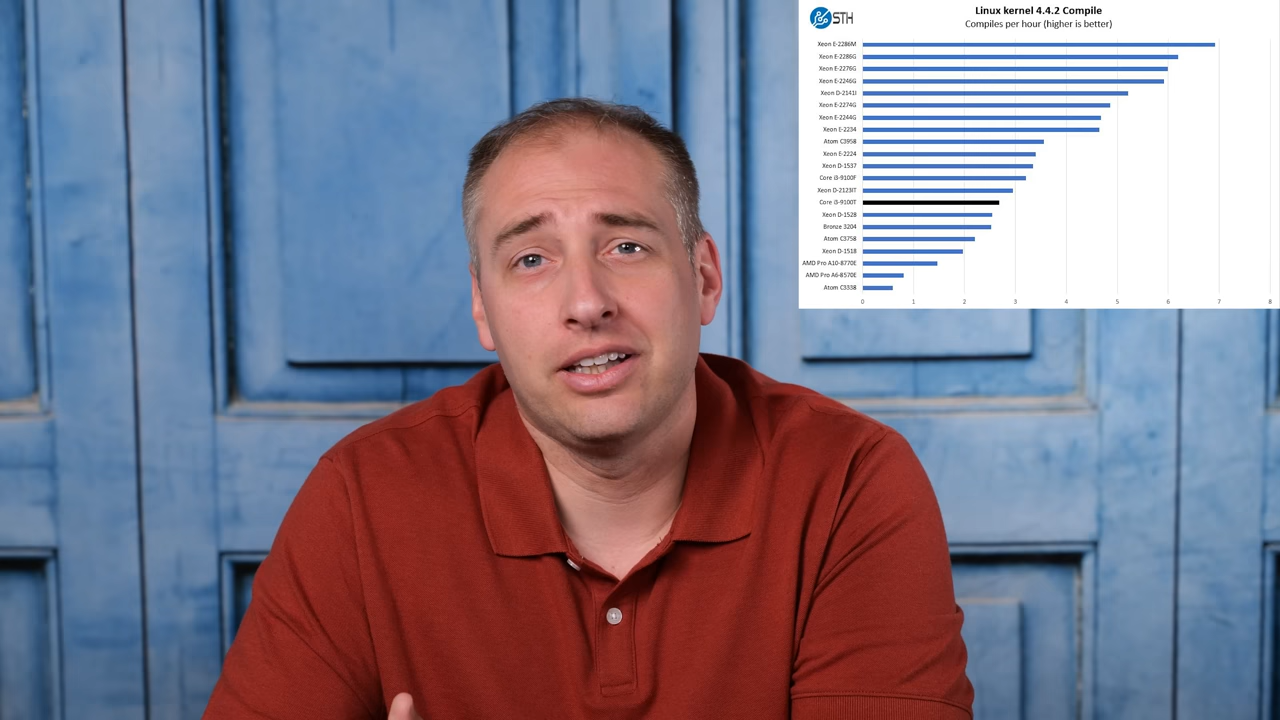 STH
Linux kernel 4.4.2 Compile
Compiles per hour (higher is better)
Xeon E-2286M
Xeon E-2286G
Xeon E-2276G
Xeon E-2246G
Xeon D-2141I
Xeon E-2274G
Xeon E-2244G
Xeon E-2234
Atom C3958
Xeon E-2224
Xeon D-1537
Core i3-9100F
Xeon D-2123IT
Core i3-9100T
Xeon D-1528
Bronze 3204
Atom C3758
Xeon D-1518
AMD Pro A10-8770E
AMD Pro A6-8570E
Atom C3338
0 1 2 3 4 5 6 7 8